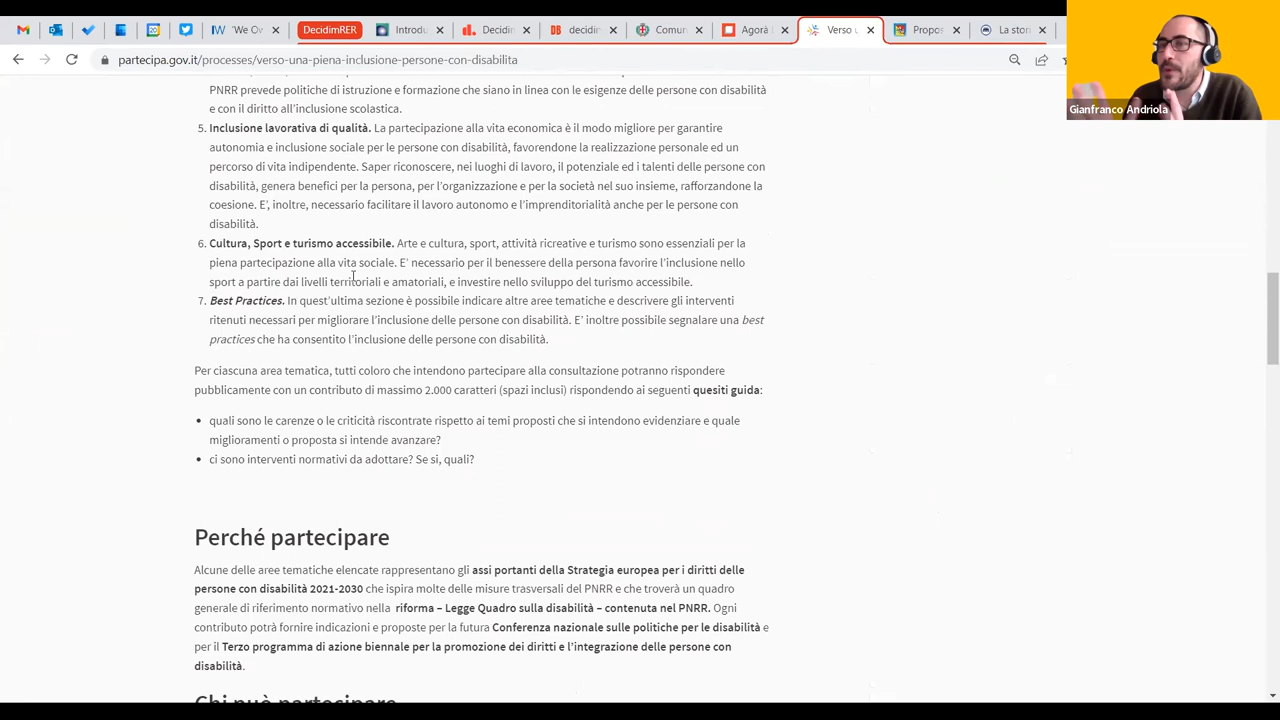 'We Ov
DecidimRER
Introdu
Decidin
decidin
Comun
Agorà L
Verso u
Propos
La ston
partecipa.gov.it/processes/verso-una-piena-inclusione-persone-con-disabilita
Gianfranco Andriola
PNRR prevede politiche di istruzione e formazione che siano in linea con le esigenze delle persone con disabilità
e con il diritto all'inclusione scolastica.
5. Inclusione lavorativa di qualità. La partecipazione alla vita economica è il modo migliore per garantire
autonomia e inclusione sociale per le persone con disabilità, favorendone la realizzazione personale ed un
percorso di vita indipendente. Saper riconoscere, nei luoghi di lavoro, il potenziale ed i talenti delle persone con
disabilità, genera benefici per la persona, per l'organizzazione e per la società nel suo insieme, rafforzandone la
coesione. E', inoltre, necessario facilitare il lavoro autonomo e l'imprenditorialità anche per le persone con
disabilità.
6. Cultura, Sport e turismo accessibile. Arte e cultura, sport, attività ricreative e turismo sono essenziali per la
piena partecipazione alla vita sociale. E' necessario per il benessere della persona favorire l'inclusione nello
sport a partire dai livelli territoriali e amatoriali, e investire nello sviluppo del turismo accessibile.
7. Best Practices. In quest'ultima sezione è possibile indicare altre aree tematiche e descrivere gli interventi
ritenuti necessari per migliorare l'inclusione delle persone con disabilità. E' inoltre possibile segnalare una best
practices che ha consentito l'inclusione delle persone con disabilità.
Per ciascuna area tematica, tutti coloro che intendono partecipare alla consultazione potranno rispondere
pubblicamente con un contributo di massimo 2.000 caratteri (spazi inclusi) rispondendo ai seguenti quesiti guida:
• quali sono le carenze o le criticità riscontrate rispetto ai temi proposti che si intendono evidenziare e quale
miglioramenti o proposta si intende avanzare?
• ci sono interventi normativi da adottare? Se si, quali?
Perché partecipare
Alcune delle aree tematiche elencate rappresentano gli assi portanti della Strategia europea per i diritti delle
persone con disabilità 2021-2030 che ispira molte delle misure trasversali del PNRR e che troverà un quadro
generale di riferimento normativo nella riforma – Legge Quadro sulla disabilità – contenuta nel PNRR. Ogni
contributo potrà fornire indicazioni e proposte per la futura Conferenza nazionale sulle politiche per le disabilità e
per il Terzo programma di azione biennale per la promozione dei diritti e l'integrazione delle persone con
disabilità.
Chi può partecipare